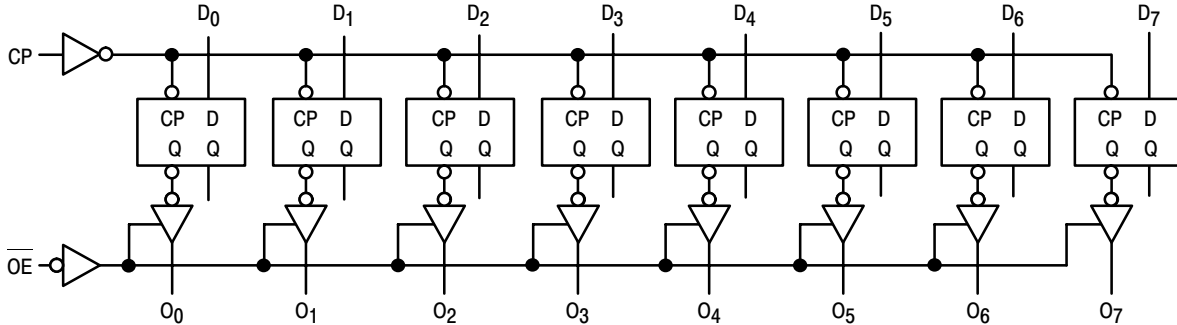 D0 D1 D2 D3 D4 D5 D6 D7
CP
CP D CP D CP D CP D CP D CP D CP D CP D
Q Q Q Q Q Q Q Q Q Q Q Q Q Q Q Q
OE
O0 O1 O2 O3 O4 O5 O6 O7